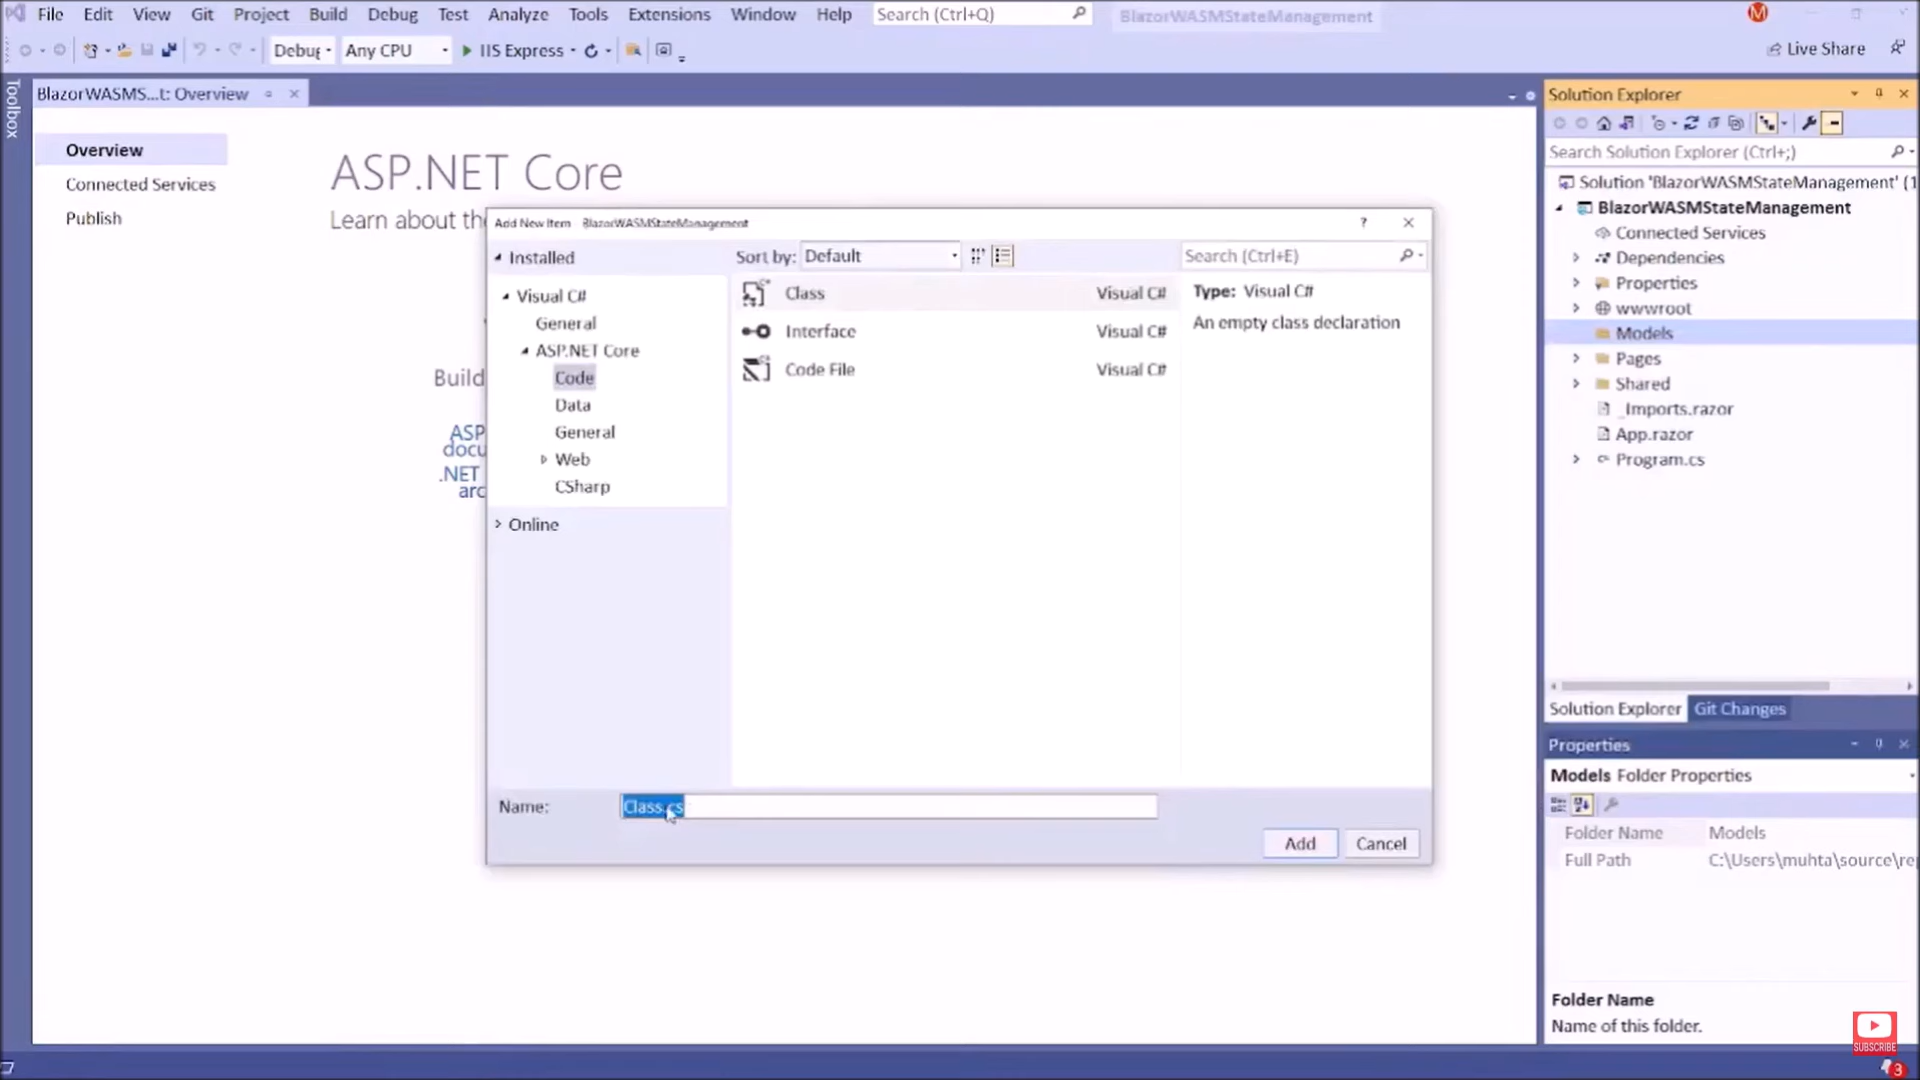 File Edit View Git Project Build Debug Test Analyze Tools Extensions Window Help Search (Ctrl+Q) BlazorWASMStateManagement M
Debug Any CPU IIS Express Live Share
Toolbox
BlazorWASMS...t: Overview
Overview
Connected Services
Publish
ASP.NET Core
Learn about the
Build
ASP
docu
.NET
arc
Add New Item BlazorWASMStateManagement ?
Installed
Sort by: Default
Search (Ctrl+E)
Visual C#
General
ASP.NET Core
Code
Data
General
Web
CSharp
Online
Class Visual C#
Interface Visual C#
Code File Visual C#
Type: Visual C#
An empty class declaration
Name: Class.cs
Add Cancel
Solution Explorer
Search Solution Explorer (Ctrl+;)
Solution 'BlazorWASMStateManagement' (1
BlazorWASMStateManagement
Connected Services
Dependencies
Properties
wwwroot
Models
Pages
Shared
_Imports.razor
App.razor
Program.cs
Solution Explorer Git Changes
Properties
Models Folder Properties
Folder Name Models
Full Path C:\Users\muhta\source\re
Folder Name
Name of this folder.
SUBSCRIBE
3